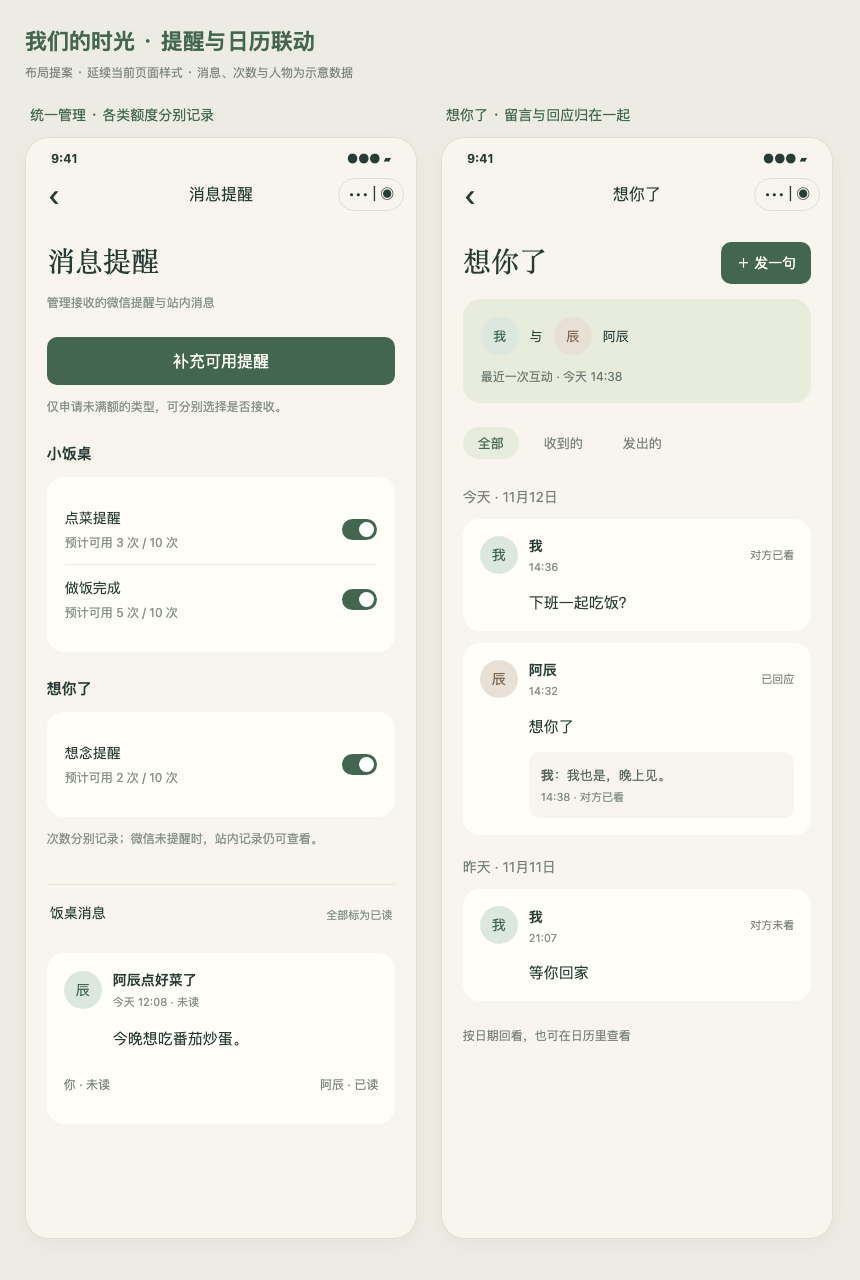 我们的时光 · 提醒与日历联动
布局提案 · 延续当前页面样式 · 消息、次数与人物为示意数据
统一管理 · 各类额度分别记录
9:41
消息提醒
消息提醒
管理接收的微信提醒与站内消息
补充可用提醒
仅申请未满额的类型，可分别选择是否接收。
小饭桌
点菜提醒
预计可用 3 次 / 10 次
做饭完成
预计可用 5 次 / 10 次
想你了
想念提醒
预计可用 2 次 / 10 次
次数分别记录；微信未提醒时，站内记录仍可查看。
饭桌消息
全部标为已读
辰
阿辰点好菜了
今天 12:08 · 未读
今晚想吃番茄炒蛋。
你 · 未读
阿辰 · 已读
想你了 · 留言与回应归在一起
9:41
想你了
想你了
＋ 发一句
我 与 辰 阿辰
最近一次互动 · 今天 14:38
全部 收到的 发出的
今天 · 11月12日
我
我
14:36
对方已看
下班一起吃饭?
辰
阿辰
14:32
已回应
想你了
我：我也是，晚上见。
14:38 · 对方已看
昨天 · 11月11日
我
我
21:07
对方未看
等你回家
按日期回看，也可在日历里查看